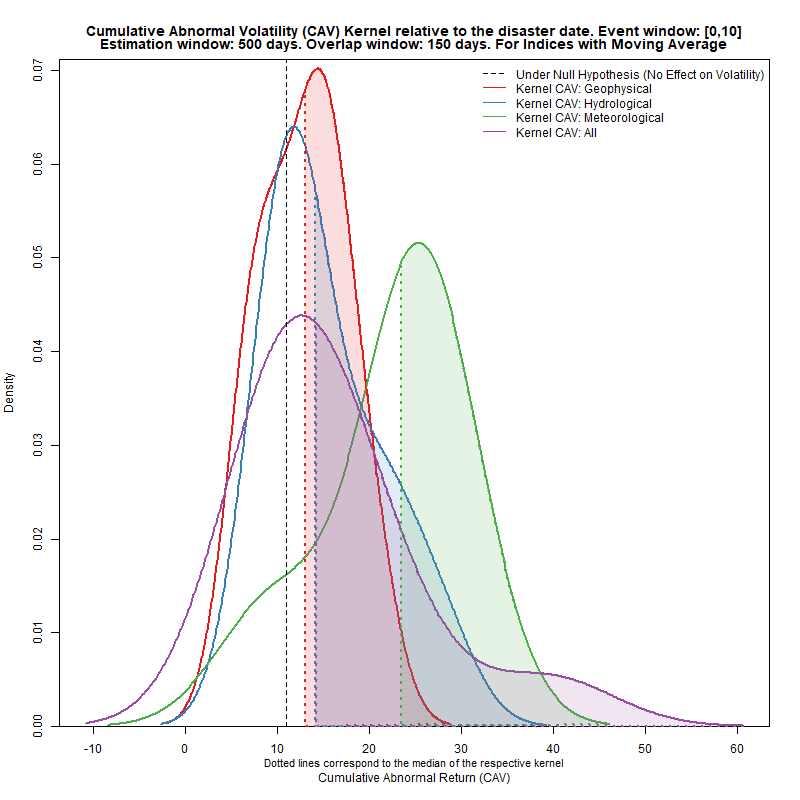 Cumulative Abnormal Volatility (CAV) Kernel relative to the disaster date. Event window: [0,10]
Estimation window: 500 days. Overlap window: 150 days. For Indices with Moving Average
Under Null Hypothesis (No Effect on Volatility)
Kernel CAV: Geophysical
Kernel CAV: Hydrological
Kernel CAV: Meteorological
Kernel CAV: All
Density
0.07
0.06
0.05
0.04
0.03
0.02
0.01
0.00
-10 0 10 20 30 40 50 60
Dotted lines correspond to the median of the respective kernel
Cumulative Abnormal Return (CAV)